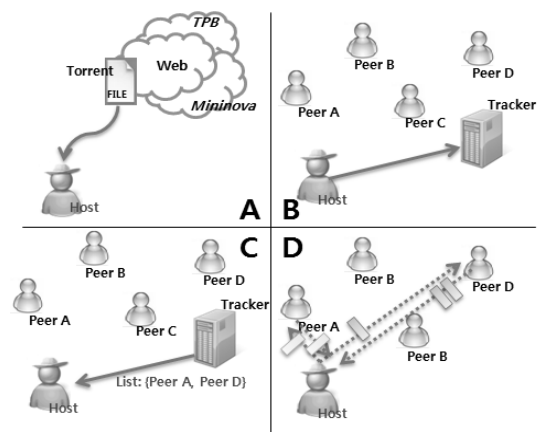 TPB
Web
Torrent
FILE
Mininova
Host
A
Peer B
Peer D
Peer A
Peer C
Tracker
Host
B
C
Peer B
Peer D
Peer A
Peer C
Tracker
List: {Peer A, Peer D}
Host
D
Peer B
Peer D
Peer A
Peer B
Host